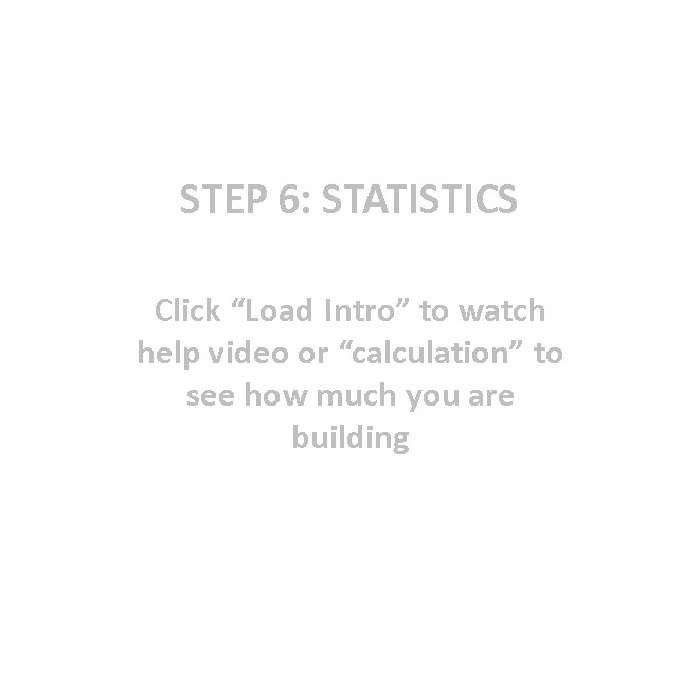 STEP 6: STATISTICS
Click “Load Intro” to watch
help video or “calculation” to
see how much you are
building